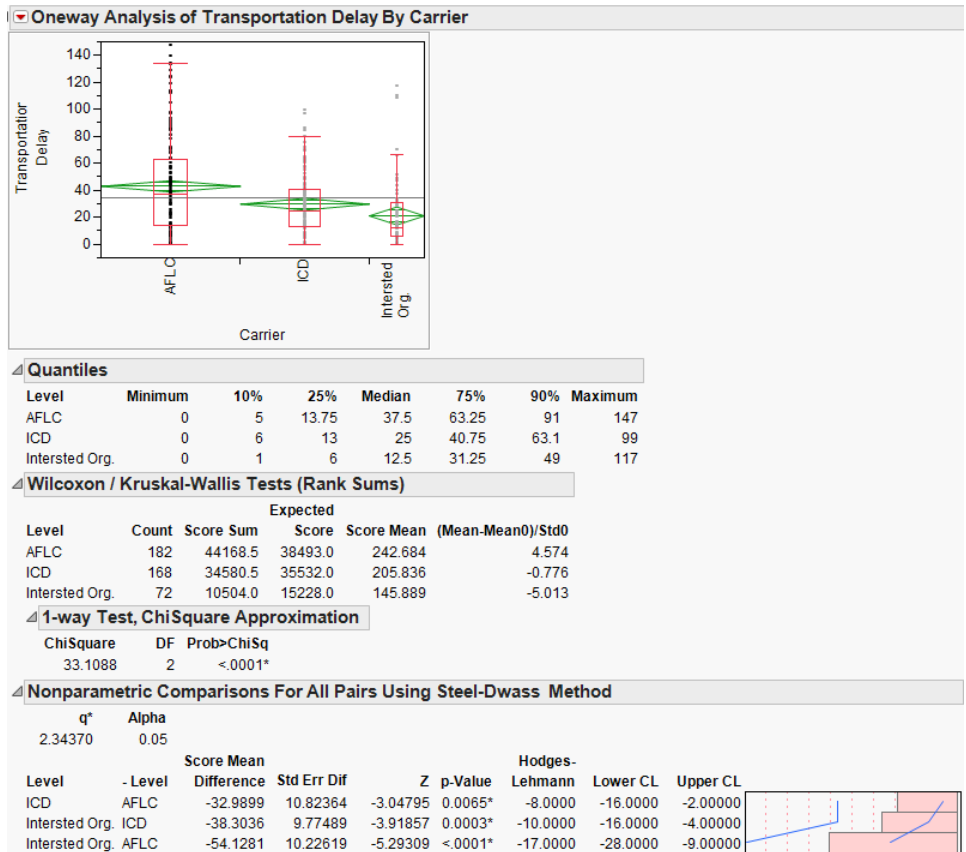 Oneway Analysis of Transportation Delay By Carrier
140
120
100
80
60
40
20
0
Transportatior
Delay
AFLC
ICD
Intersted
Org.
Carrier
Quantiles
Level Minimum 10% 25% Median 75% 90% Maximum
AFLC 0 5 13.75 37.5 63.25 91 147
ICD 0 6 13 25 40.75 63.1 99
Intersted Org. 0 1 6 12.5 31.25 49 117
Wilcoxon / Kruskal-Wallis Tests (Rank Sums)
Expected
Level Count Score Sum Score Score Mean (Mean-Mean0)/Std0
AFLC 182 44168.5 38493.0 242.684 4.574
ICD 168 34580.5 35532.0 205.836 -0.776
Intersted Org. 72 10504.0 15228.0 145.889 -5.013
1-way Test, ChiSquare Approximation
ChiSquare DF Prob>ChiSq
33.1088 2 <.0001*
Nonparametric Comparisons For All Pairs Using Steel-Dwass Method
q* Alpha
2.34370 0.05
Score Mean Hodges-
Level - Level Difference Std Err Dif Z p-Value Lehmann Lower CL Upper CL
ICD AFLC -32.9899 10.82364 -3.04795 0.0065* -8.0000 -16.0000 -2.00000
Intersted Org. ICD -38.3036 9.77489 -3.91857 0.0003* -10.0000 -16.0000 -4.00000
Intersted Org. AFLC -54.1281 10.22619 -5.29309 <.0001* -17.0000 -28.0000 -9.00000